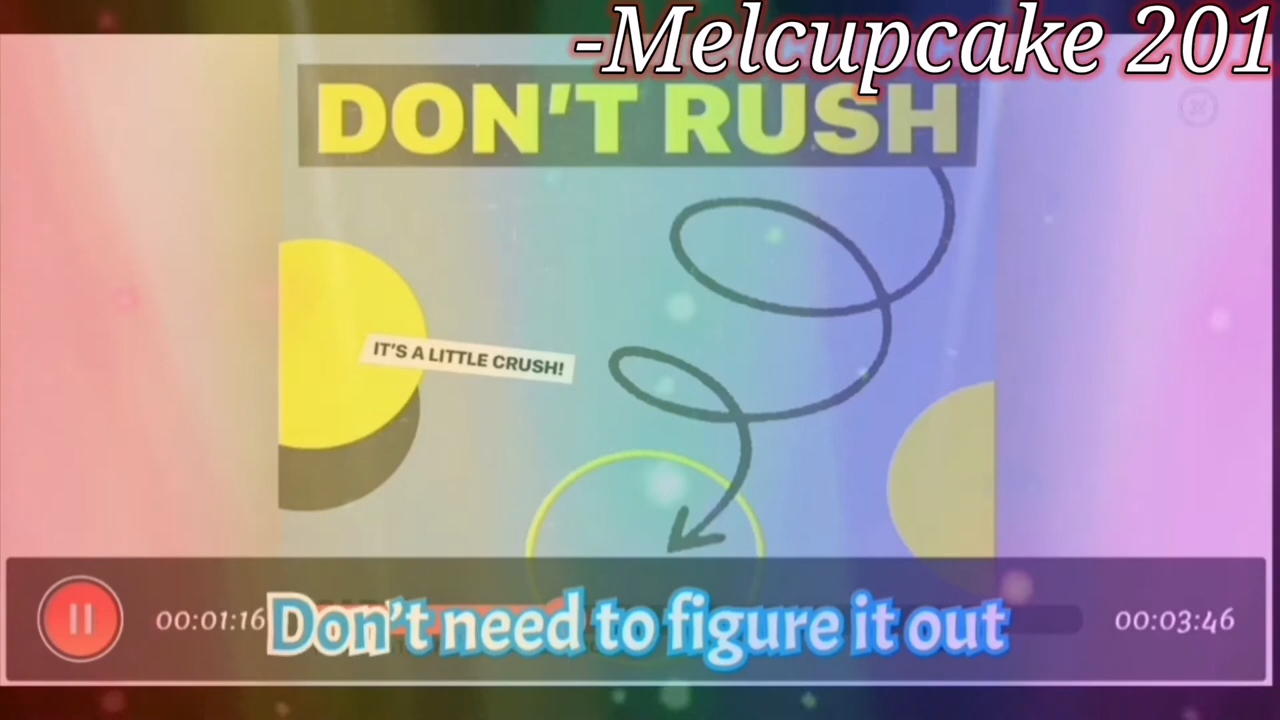 -Melcupcake 201
DON'T RUSH
IT'S A LITTLE CRUSH!
00:01:16
Don't need to figure it out
00:03:46